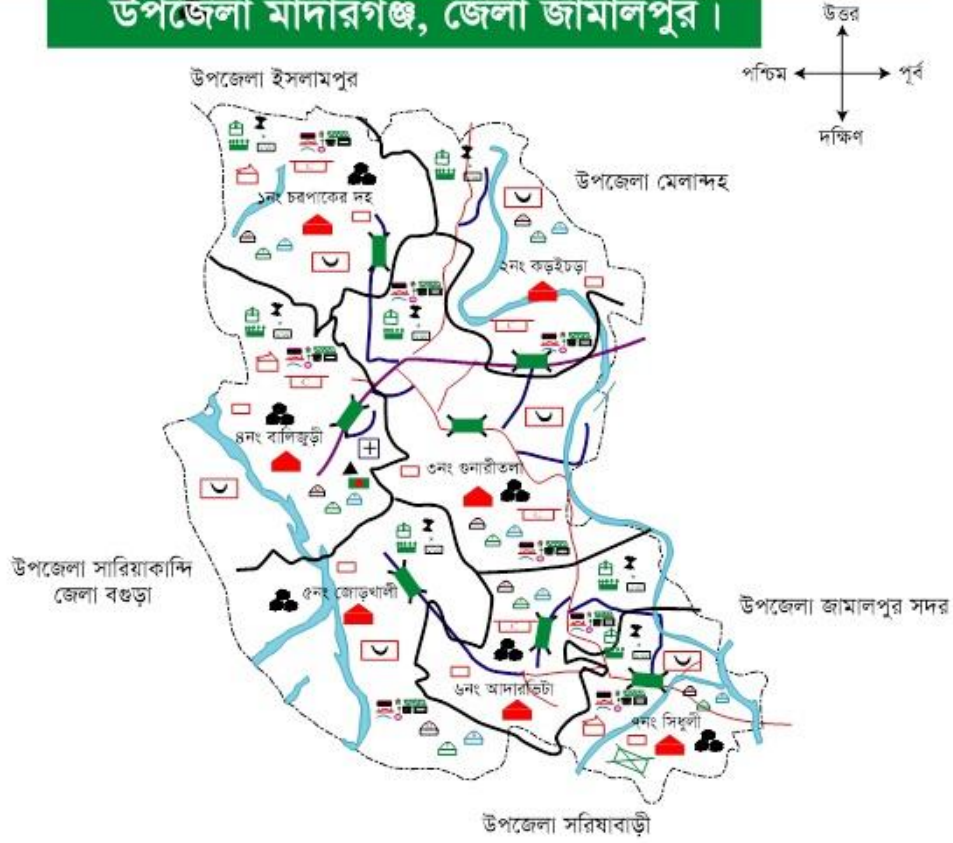 উপজেলা মাদারগঞ্জ, জেলা জামালপুর।
উত্তর
পশ্চিম
পূর্ব
দক্ষিণ
উপজেলা ইসলামপুর
উপজেলা মেলান্দহ
১নং চরপাকের দহ
২নং কড়ইচড়া
৪নং বালিজুড়ী
৩নং গুনারীতলা
উপজেলা সারিয়াকান্দি
জেলা বগুড়া
৫নং জোড়খালী
উপজেলা জামালপুর সদর
৬নং আদারভিটা
৭নং সিধুলী
উপজেলা সরিষাবাড়ী